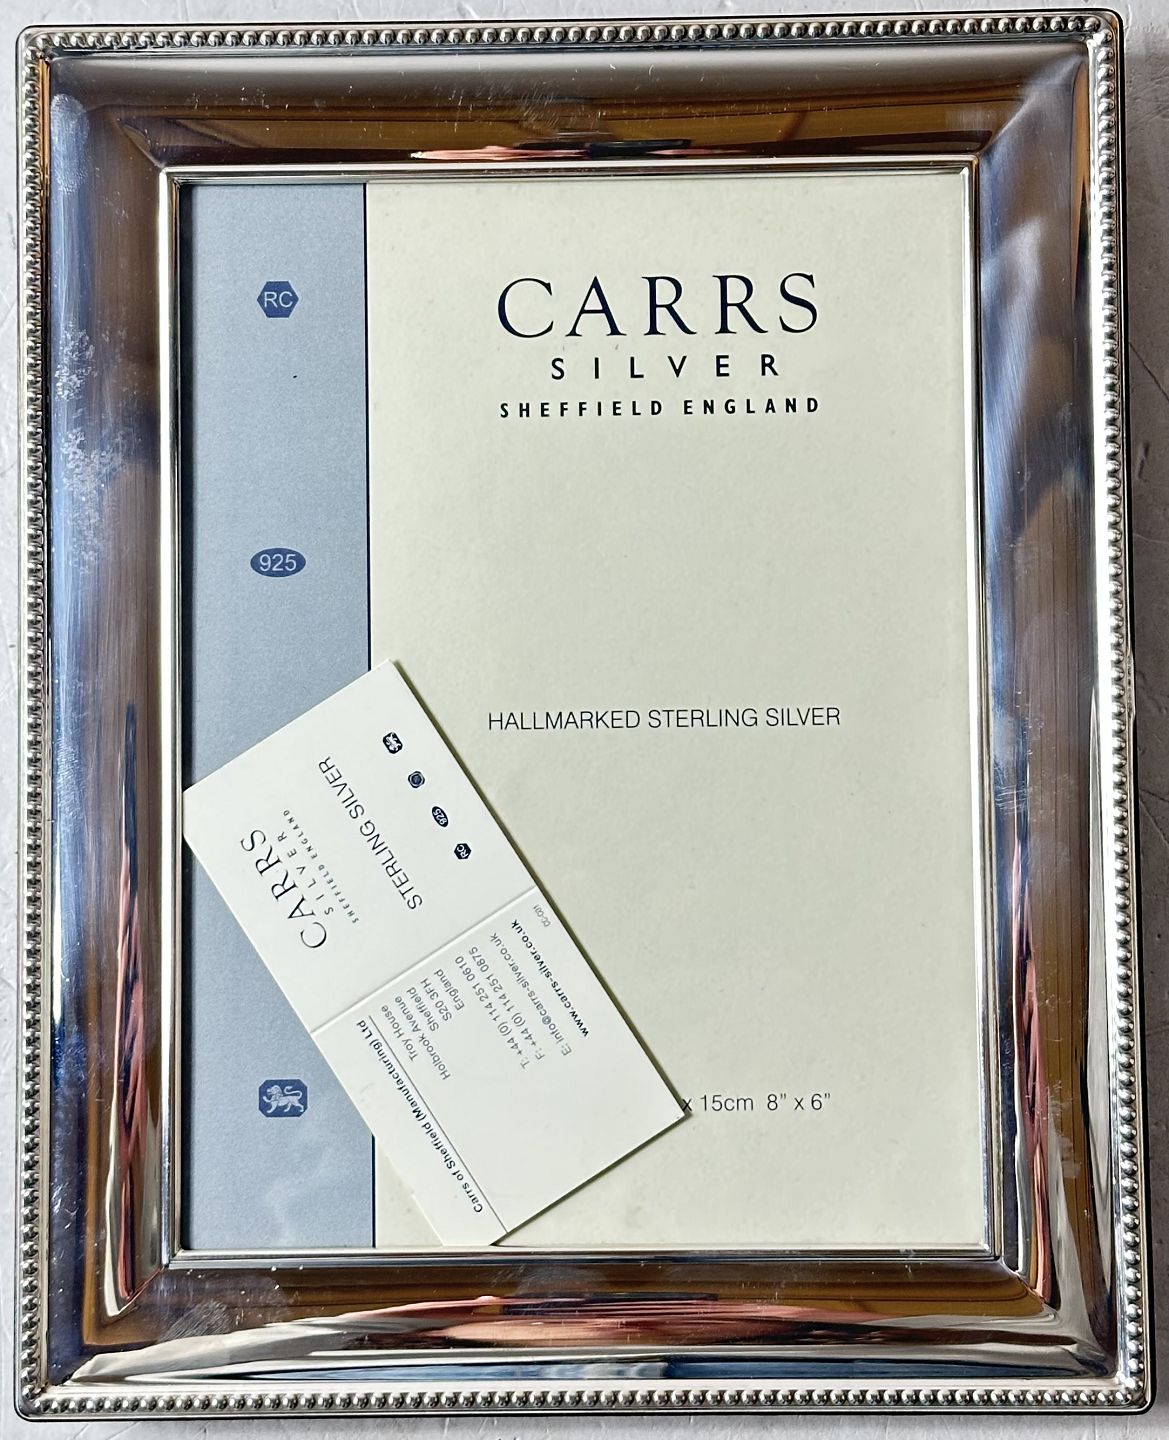 RC
CARRS
SILVER
SHEFFIELD ENGLAND
925
HALLMARKED STERLING SILVER
x 15cm 8" x 6"
CARRS
SILVER
SHEFFIELD ENGLAND
STERLING SILVER
925
RC
Carrs of Sheffield (Manufacturing) Ltd
Troy House
Holbrook Avenue
Sheffield
S20 3FH
England
T: +44 (0) 114 251 0610
F: +44 (0) 114 251 0875
E: info@carrs-silver.co.uk
www.carrs-silver.co.uk